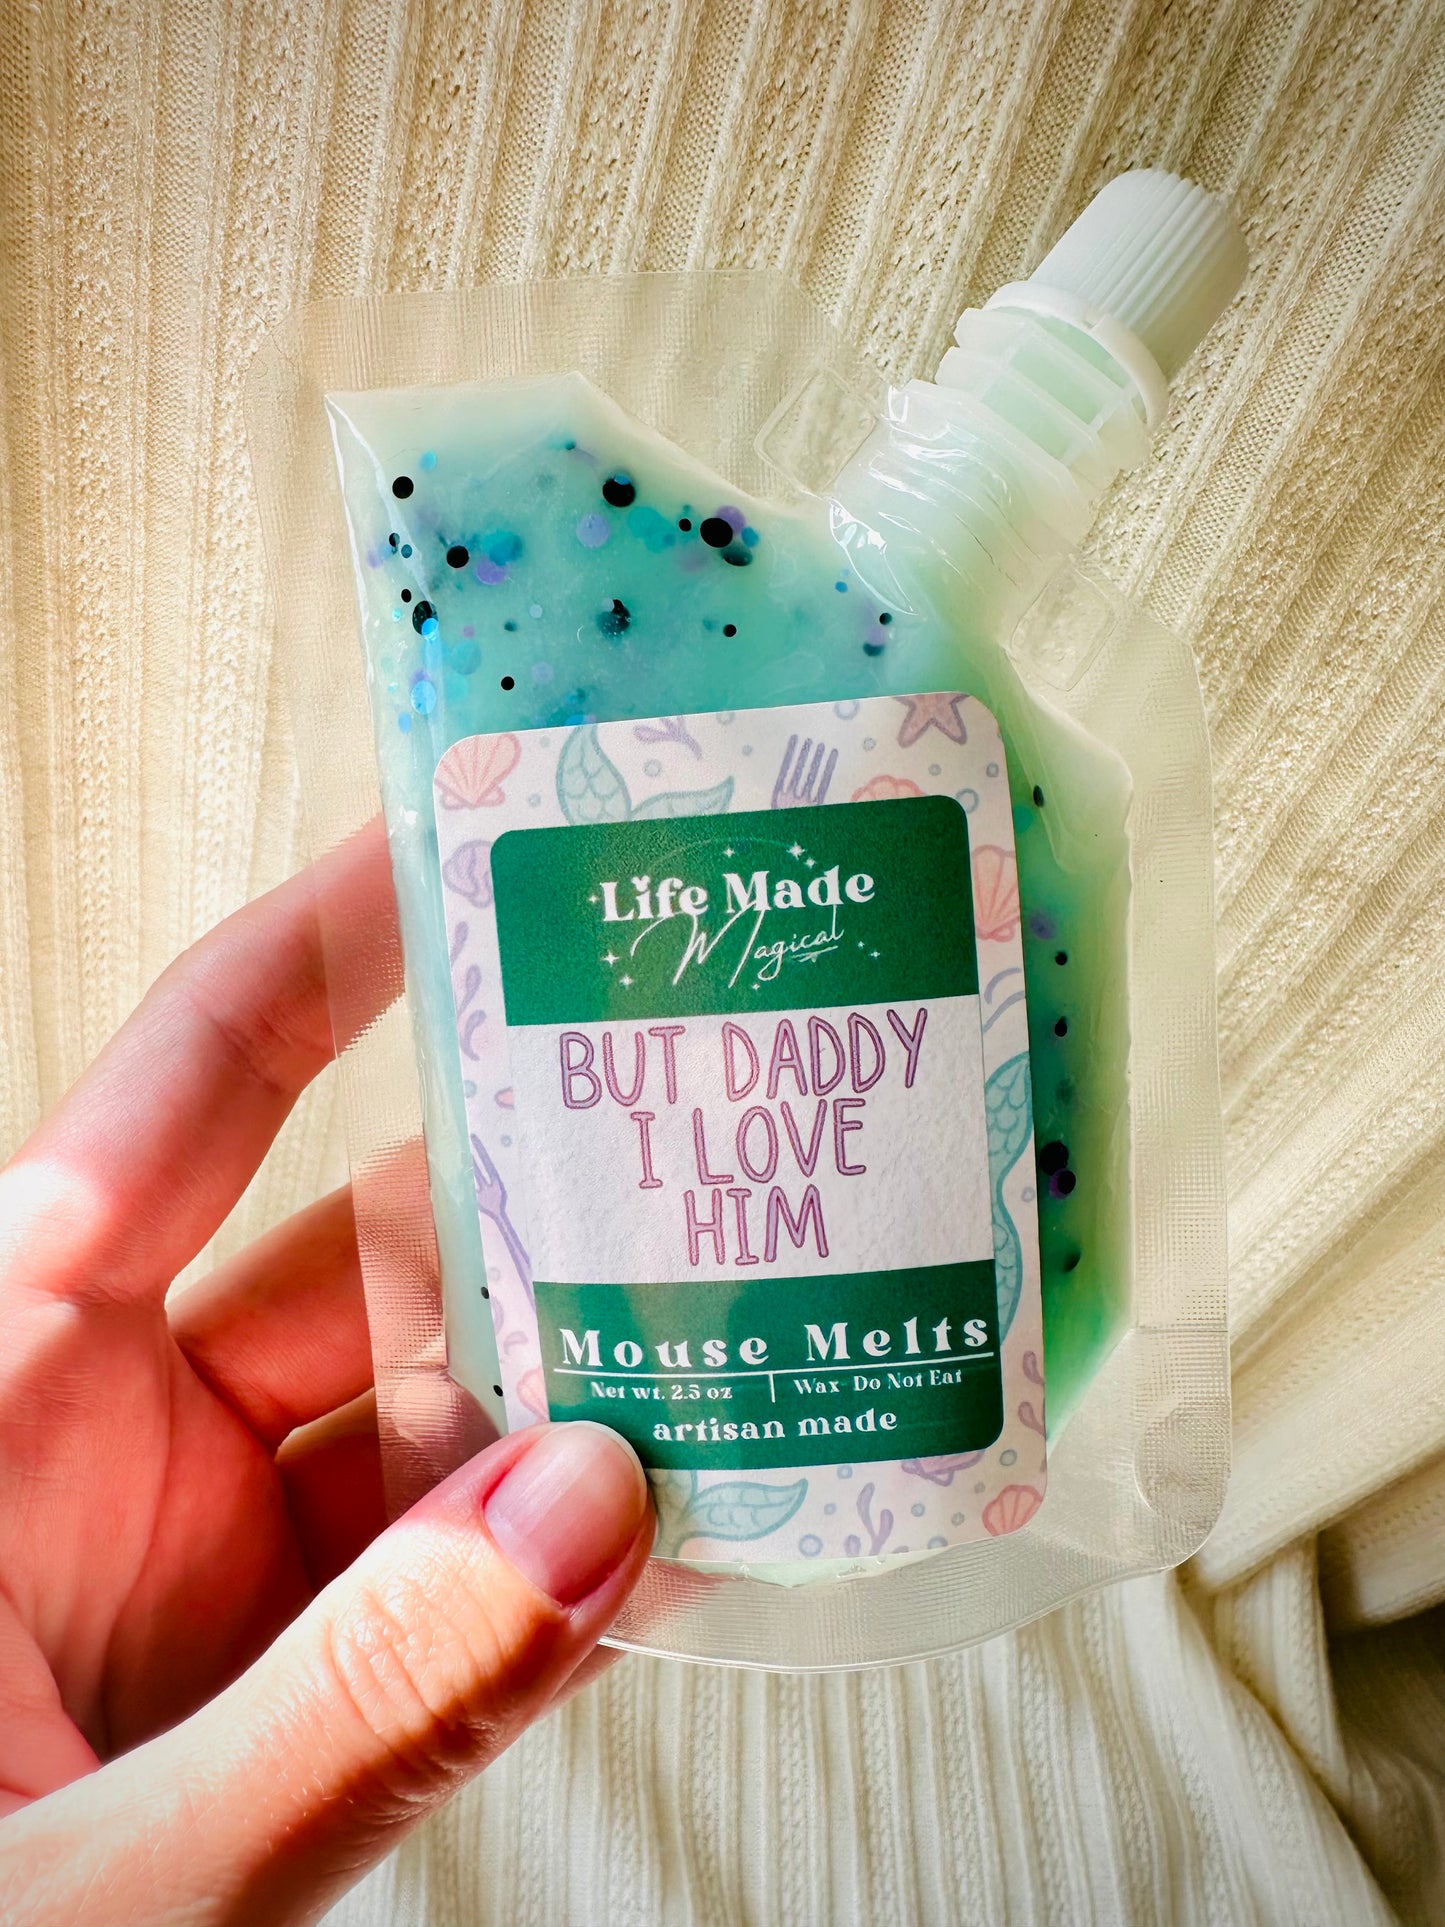 Life Made
Magical
BUT DADDY
I LOVE
HIM
Mouse Melts
Net wt. 2.5 oz | Wax- Do Not Eat
artisan made